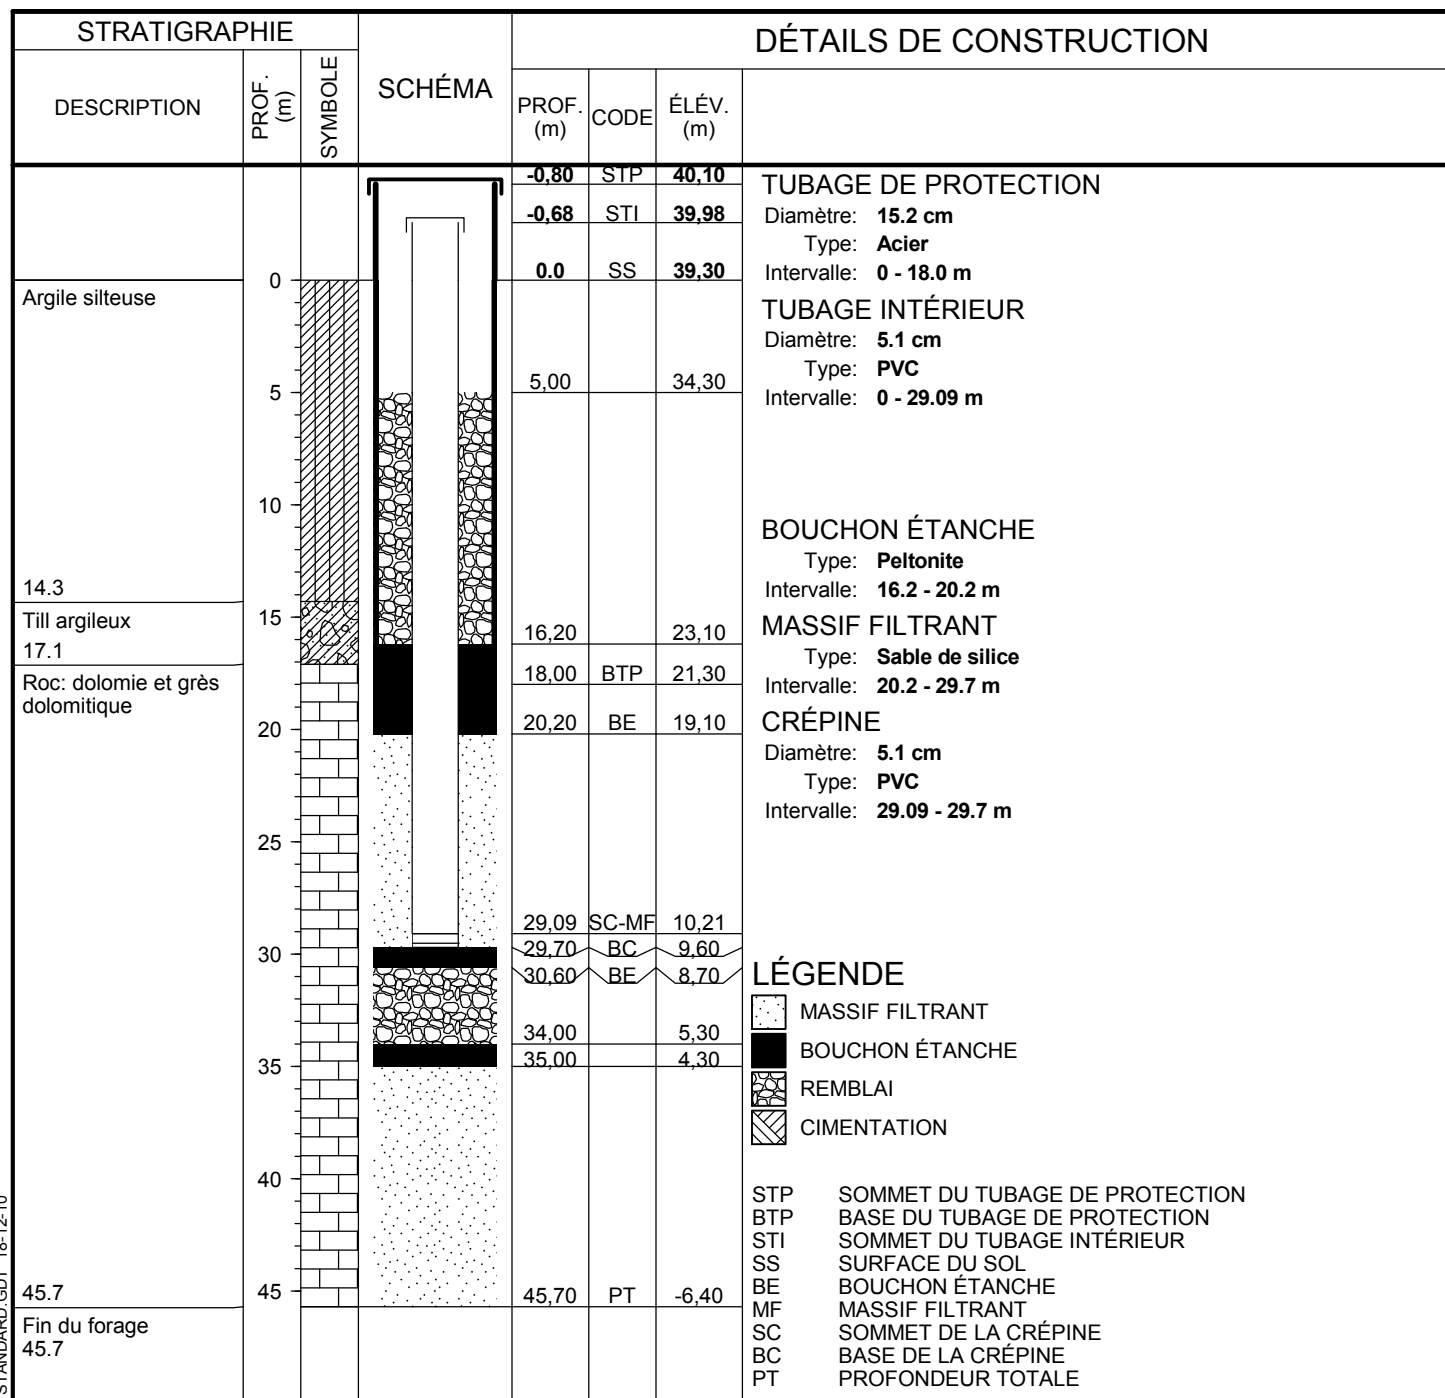 STRATIGRAPHIE
DESCRIPTION
PROF. (m)
SYMBOLE
SCHÉMA
DÉTAILS DE CONSTRUCTION
PROF. (m)
CODE
ÉLÉV. (m)
-0,80 STP 40,10
-0,68 STI 39,98
0.0 SS 39,30
5,00 34,30
16,20 23,10
18,00 BTP 21,30
20,20 BE 19,10
29,09 SC-MF 10,21
29,70 BC 9,60
30,60 BE 8,70
34,00 5,30
35,00 4,30
45,70 PT -6,40
Argile silteuse
14.3
Till argileux
17.1
Roc: dolomie et grès
dolomitique
45.7
Fin du forage
45.7
0
5
10
15
20
25
30
35
40
45
TUBAGE DE PROTECTION
Diamètre: 15.2 cm
Type: Acier
Intervalle: 0 - 18.0 m
TUBAGE INTÉRIEUR
Diamètre: 5.1 cm
Type: PVC
Intervalle: 0 - 29.09 m
BOUCHON ÉTANCHE
Type: Peltonite
Intervalle: 16.2 - 20.2 m
MASSIF FILTRANT
Type: Sable de silice
Intervalle: 20.2 - 29.7 m
CRÉPINE
Diamètre: 5.1 cm
Type: PVC
Intervalle: 29.09 - 29.7 m
LÉGENDE
MASSIF FILTRANT
BOUCHON ÉTANCHE
REMBLAI
CIMENTATION
STP SOMMET DU TUBAGE DE PROTECTION
BTP BASE DU TUBAGE DE PROTECTION
STI SOMMET DU TUBAGE INTÉRIEUR
SS SURFACE DU SOL
BE BOUCHON ÉTANCHE
MF MASSIF FILTRANT
SC SOMMET DE LA CRÉPINE
BC BASE DE LA CRÉPINE
PT PROFONDEUR TOTALE
STANDARD.GDT 18-12-10